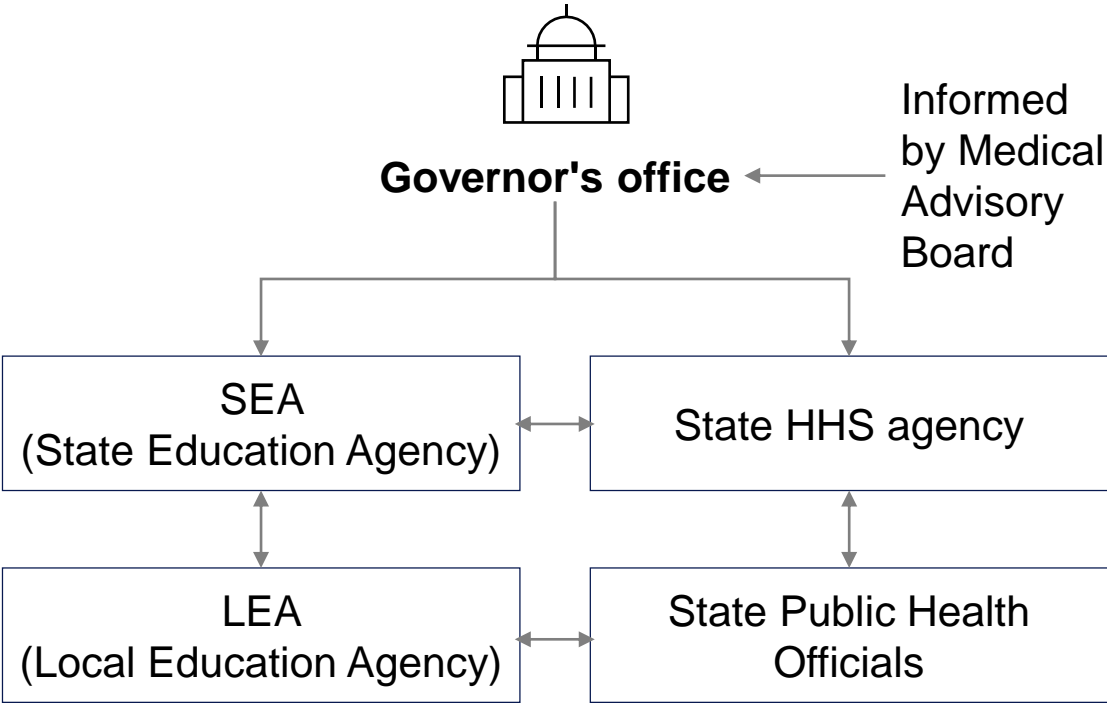 Informed
by Medical
Advisory
Board
Governor's office
SEA
(State Education Agency)
State HHS agency
LEA
(Local Education Agency)
State Public Health
Officials